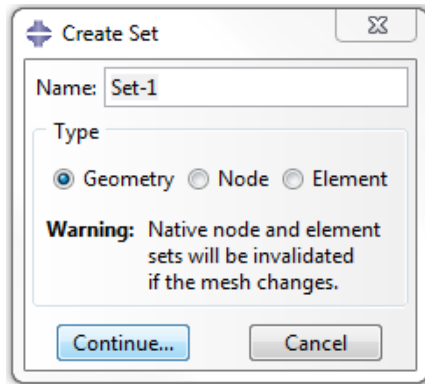 Create Set
Name: Set-1
Type
Geometry Node Element
Warning: Native node and element
sets will be invalidated
if the mesh changes.
Continue... Cancel